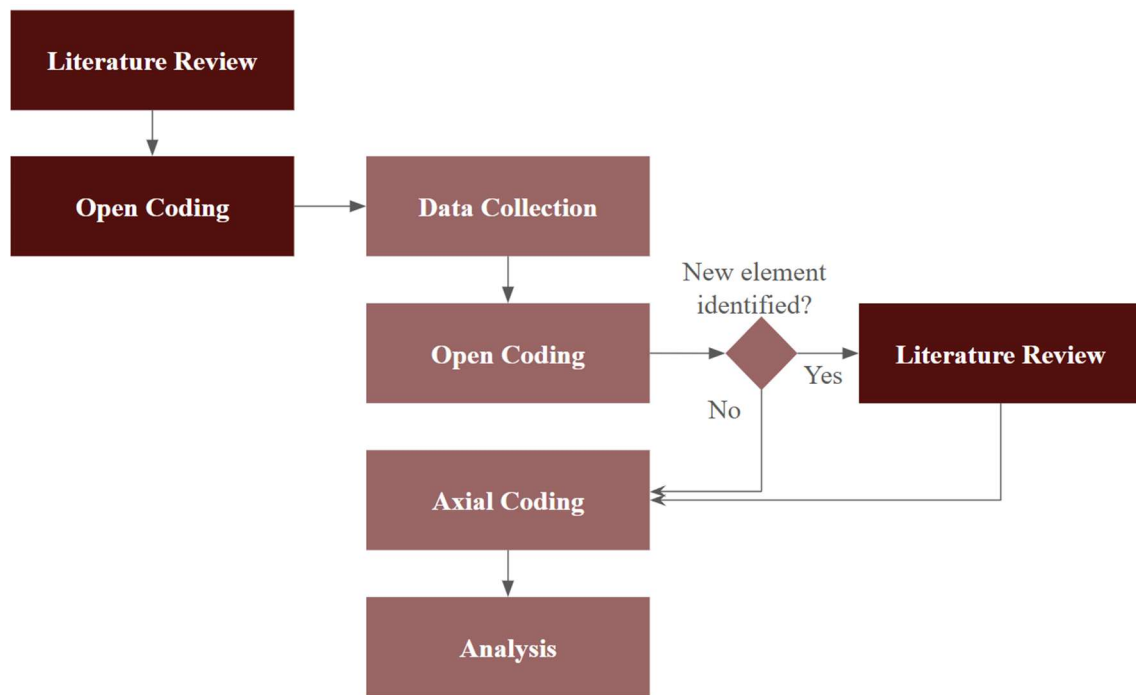 Literature Review
Open Coding
Data Collection
New element
identified?
Open Coding
Yes
Literature Review
No
Axial Coding
Analysis